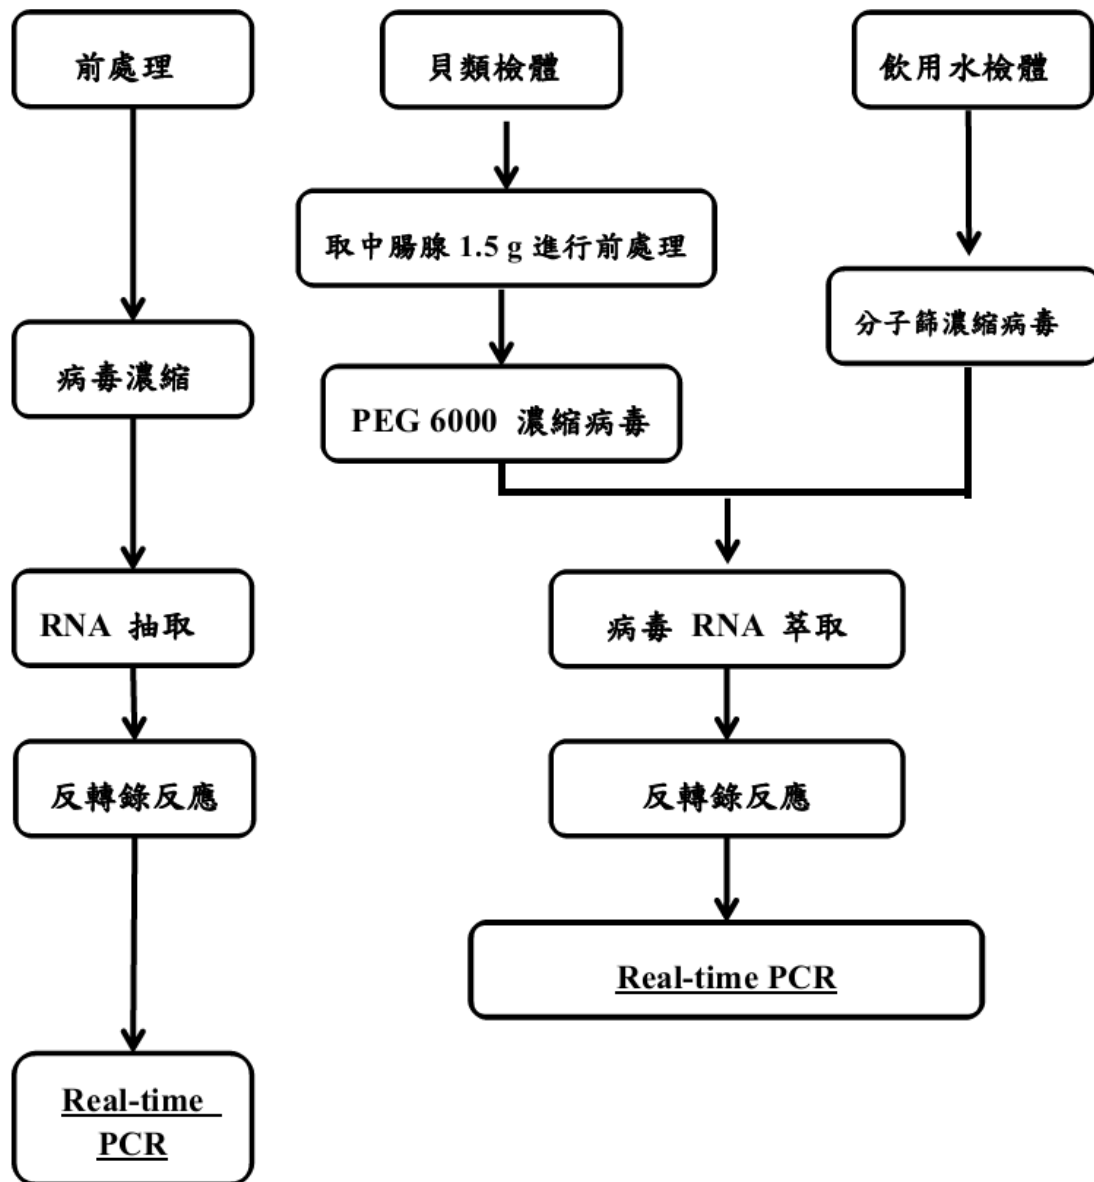 前處理
病毒濃縮
RNA 抽取
反轉錄反應
Real-time
PCR
貝類檢體
取中腸腺 1.5 g 進行前處理
PEG 6000 濃縮病毒
飲用水檢體
分子篩濃縮病毒
病毒 RNA 萃取
反轉錄反應
Real-time PCR